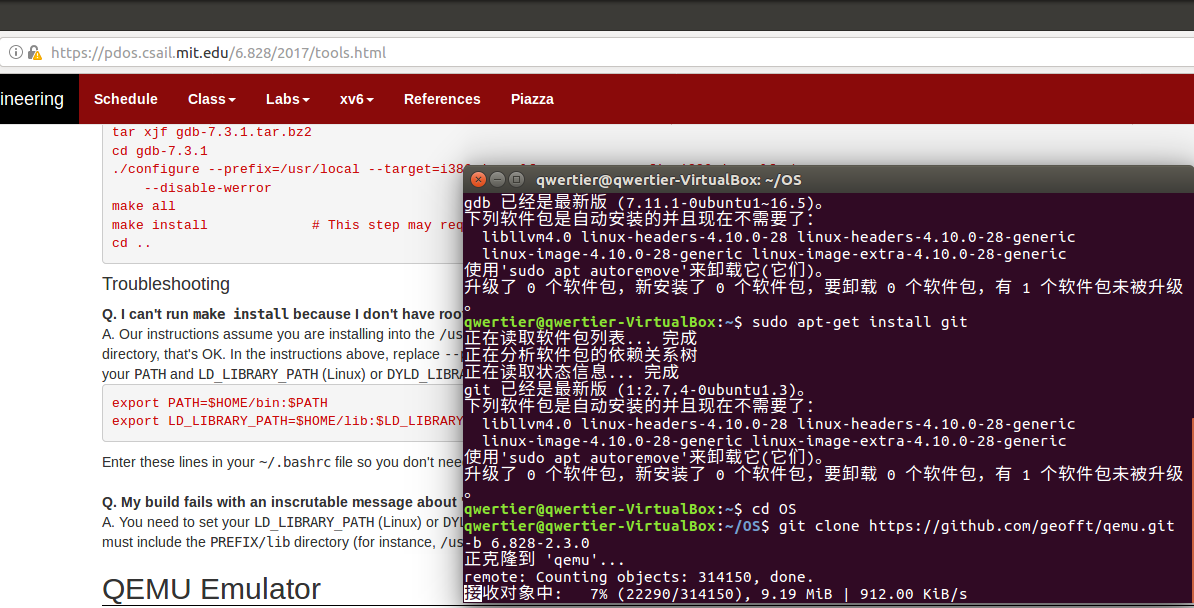 https://pdos.csail.mit.edu/6.828/2017/tools.html
ineering Schedule Class Labs xv6 References Piazza
tar xjf gdb-7.3.1.tar.bz2
cd gdb-7.3.1
./configure --prefix=/usr/local --target=i38
--disable-werror
make all
make install # This step may req
cd ..
Troubleshooting
Q. I can't run make install because I don't have roo
A. Our instructions assume you are installing into the /us
directory, that's OK. In the instructions above, replace --p
your PATH and LD_LIBRARY_PATH (Linux) or DYLD_LIBRA
export PATH=$HOME/bin:$PATH
export LD_LIBRARY_PATH=$HOME/lib:$LD_LIBRARY
Enter these lines in your ~/.bashrc file so you don't nee
Q. My build fails with an inscrutable message about
A. You need to set your LD_LIBRARY_PATH (Linux) or DY
must include the PREFIX/lib directory (for instance, /us
QEMU Emulator
qwertier@qwertier-VirtualBox: ~/OS
gdb 已经是最新版 (7.11.1-0ubuntu1~16.5)。
下列软件包是自动安装的并且现在不需要了:
libllvm4.0 linux-headers-4.10.0-28 linux-headers-4.10.0-28-generic
linux-image-4.10.0-28-generic linux-image-extra-4.10.0-28-generic
使用'sudo apt autoremove'来卸载它(它们)。
升级了 0 个软件包，新安装了 0 个软件包，要卸载 0 个软件包，有 1 个软件包未被升级
。
qwertier@qwertier-VirtualBox:~$ sudo apt-get install git
正在读取软件包列表... 完成
正在分析软件包的依赖关系树
正在读取状态信息... 完成
git 已经是最新版 (1:2.7.4-0ubuntu1.3)。
下列软件包是自动安装的并且现在不需要了:
libllvm4.0 linux-headers-4.10.0-28 linux-headers-4.10.0-28-generic
linux-image-4.10.0-28-generic linux-image-extra-4.10.0-28-generic
使用'sudo apt autoremove'来卸载它(它们)。
升级了 0 个软件包，新安装了 0 个软件包，要卸载 0 个软件包，有 1 个软件包未被升级
。
qwertier@qwertier-VirtualBox:~$ cd OS
qwertier@qwertier-VirtualBox:~/OS$ git clone https://github.com/geofft/qemu.git
-b 6.828-2.3.0
正克隆到 'qemu'...
remote: Counting objects: 314150, done.
接收对象中: 7% (22290/314150), 9.19 MiB | 912.00 KiB/s